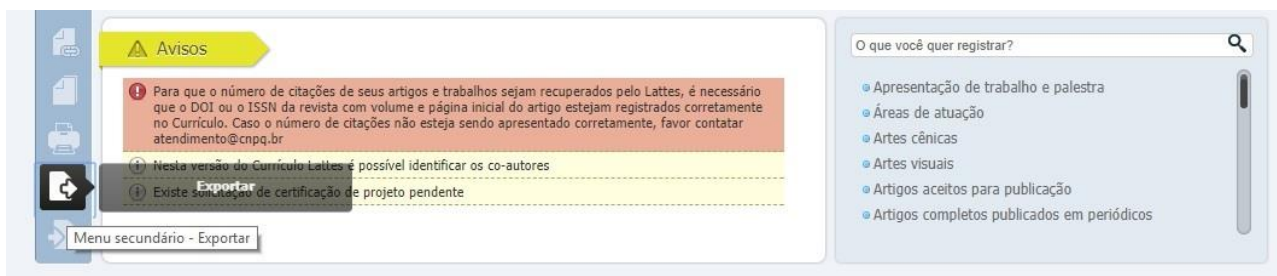 Avisos
Para que o número de citações de seus artigos e trabalhos sejam recuperados pelo Lattes, é necessário
que o DOI ou o ISSN da revista com volume e página inicial do artigo estejam registrados corretamente
no Currículo. Caso o número de citações não esteja sendo apresentado corretamente, favor contatar
atendimento@cnpq.br
Nesta versão do Currículo Lattes é possível identificar os co-autores
Existe solicitação de certificação de projeto pendente
Exportar
Menu secundário - Exportar
O que você quer registrar?
Apresentação de trabalho e palestra
Áreas de atuação
Artes cênicas
Artes visuais
Artigos aceitos para publicação
Artigos completos publicados em periódicos